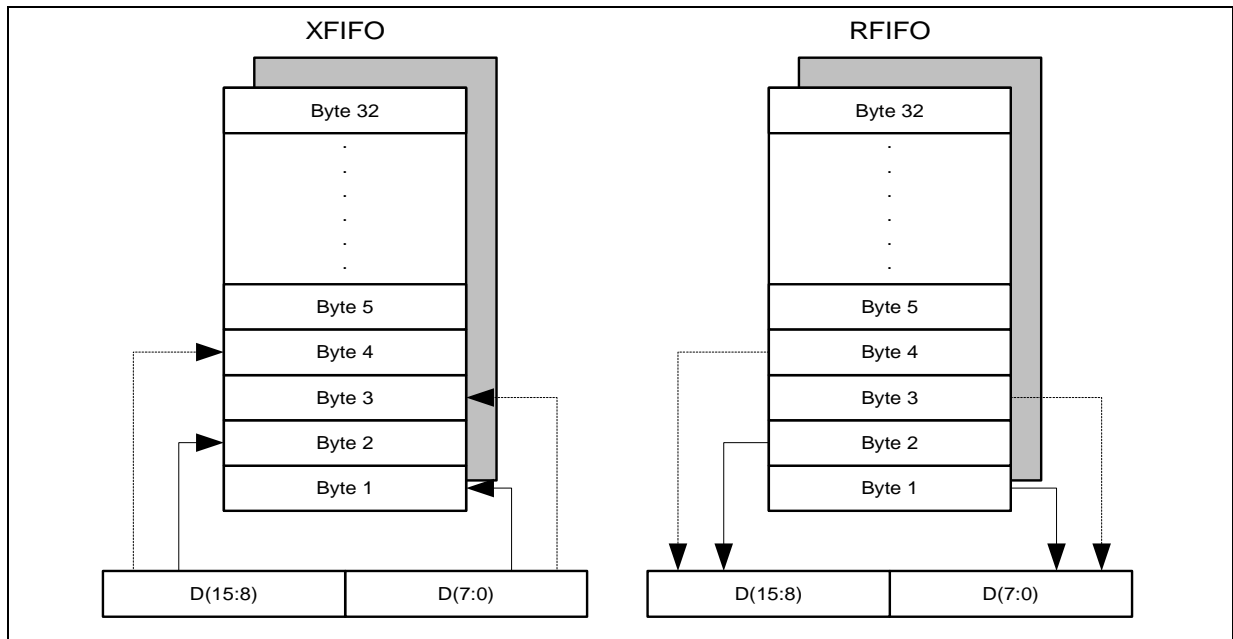 XFIFO
Byte 32
.
.
.
.
.
.
Byte 5
Byte 4
Byte 3
Byte 2
Byte 1
D(15:8)
D(7:0)
RFIFO
Byte 32
.
.
.
.
.
.
Byte 5
Byte 4
Byte 3
Byte 2
Byte 1
D(15:8)
D(7:0)